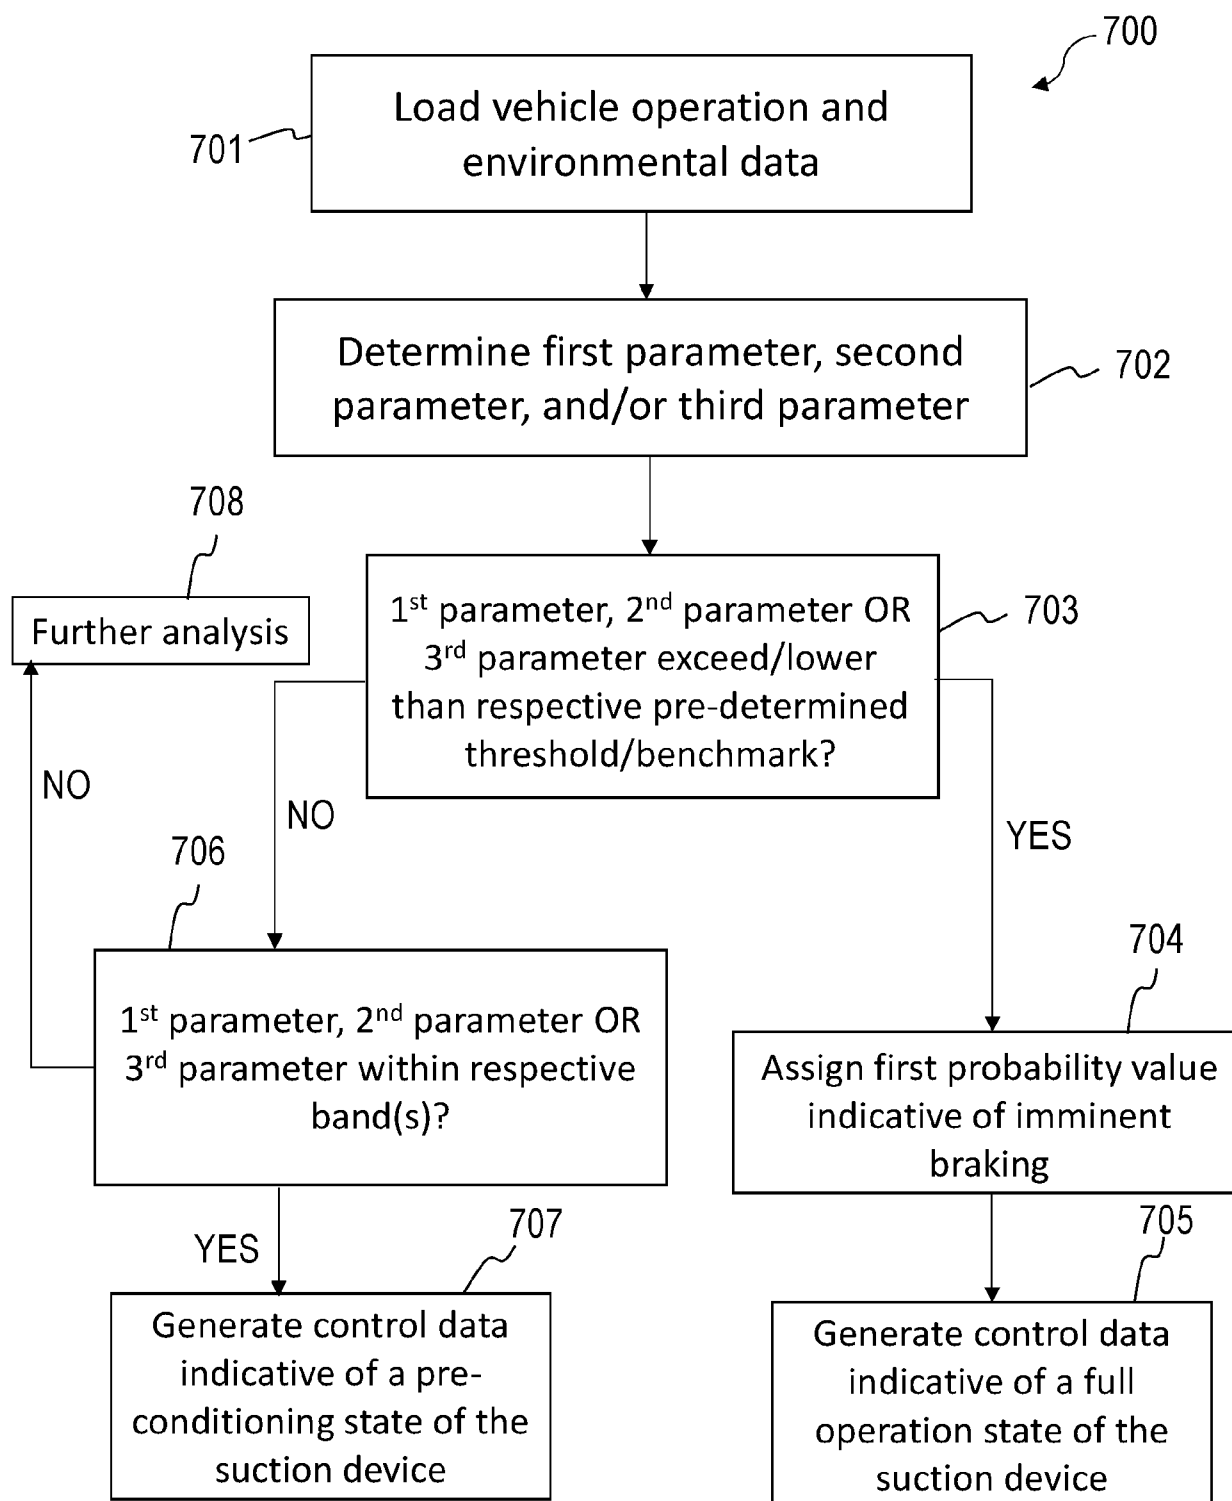 700
Load vehicle operation and
environmental data
701
Determine first parameter, second
parameter, and/or third parameter
702
708
Further analysis
1st parameter, 2nd parameter OR
3rd parameter exceed/lower
than respective pre-determined
threshold/benchmark?
703
NO
NO
YES
706
1st parameter, 2nd parameter OR
3rd parameter within respective
band(s)?
704
Assign first probability value
indicative of imminent
braking
YES
707
Generate control data
indicative of a pre-
conditioning state of the
suction device
705
Generate control data
indicative of a full
operation state of the
suction device